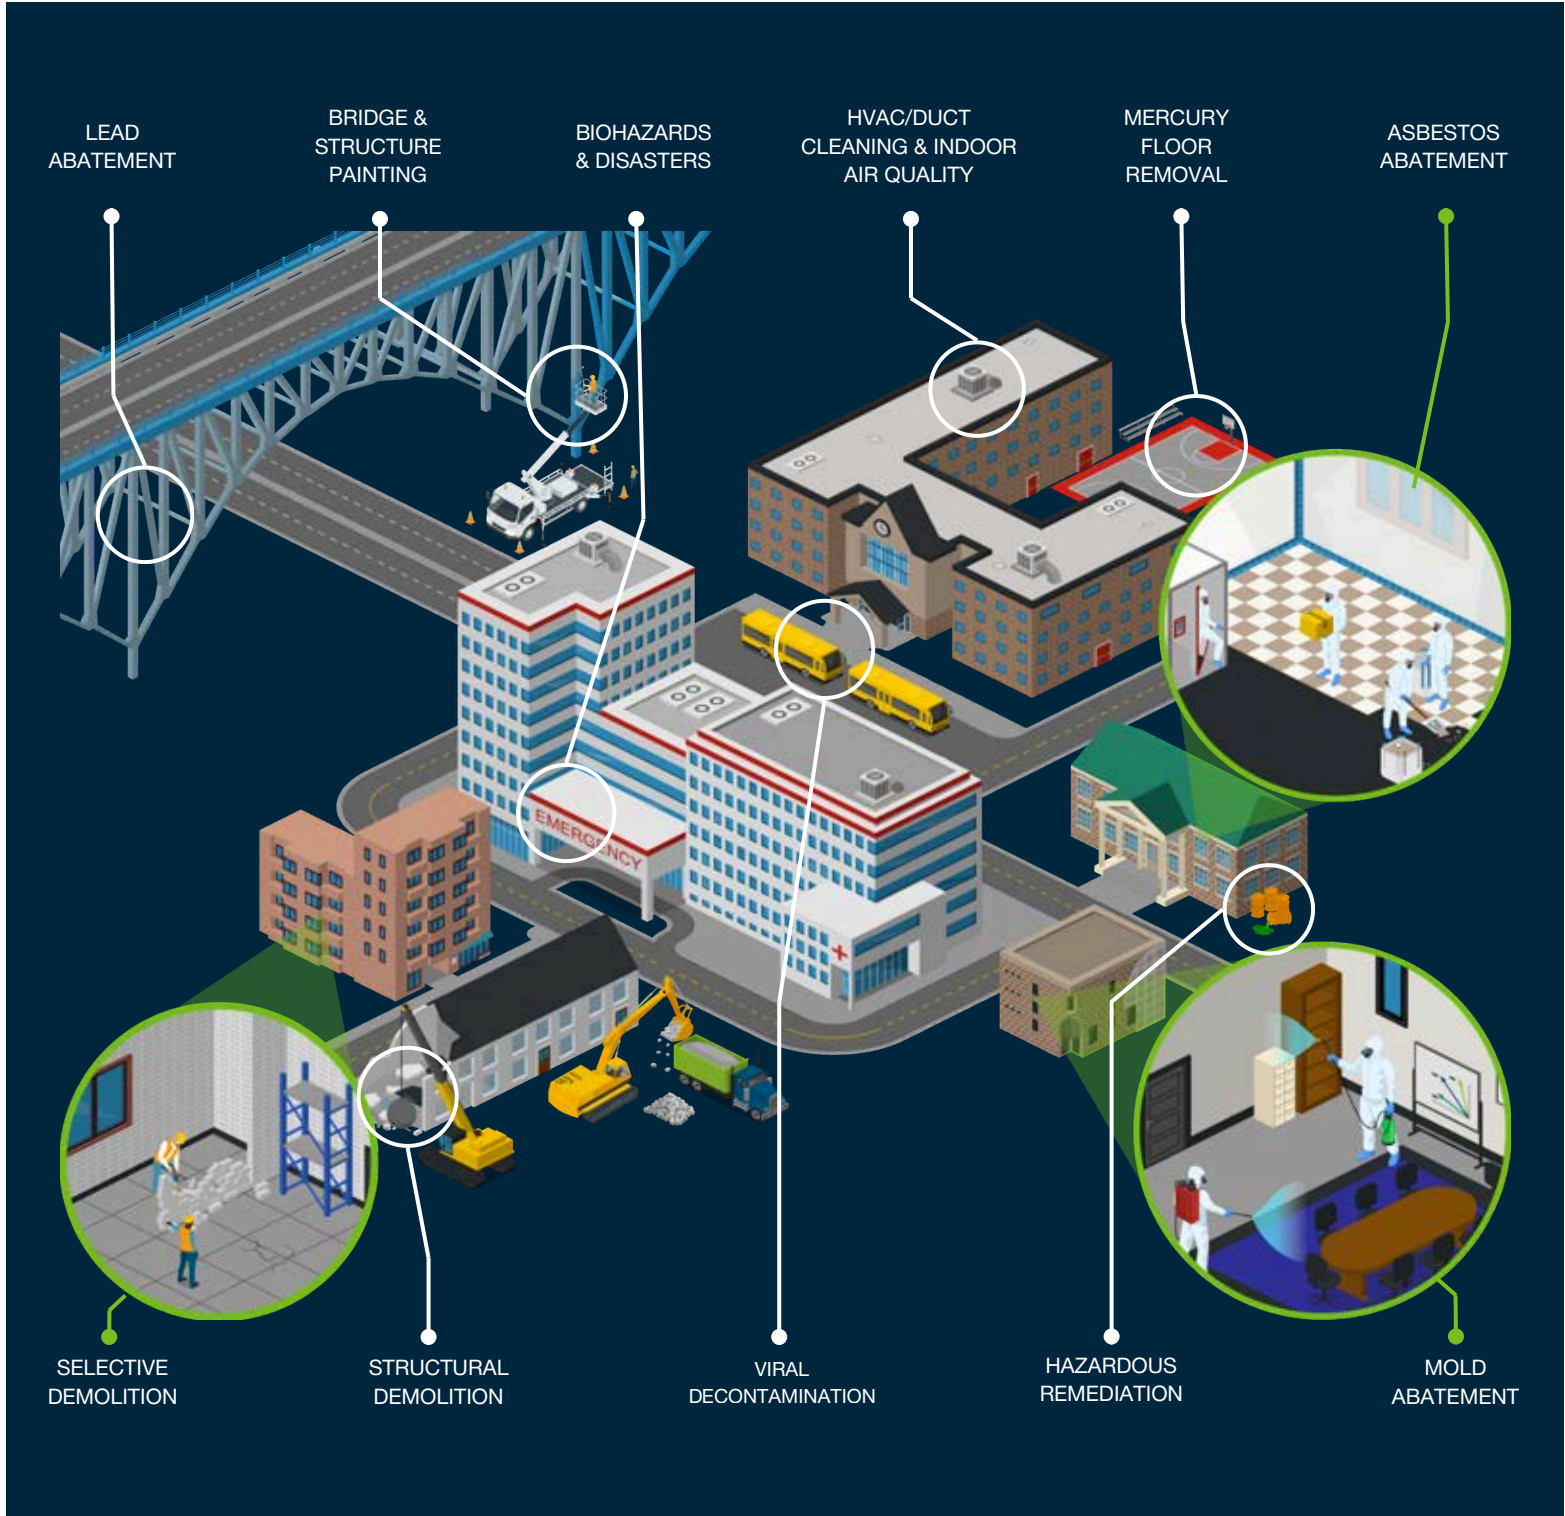 LEAD
ABATEMENT
BRIDGE &
STRUCTURE
PAINTING
BIOHAZARDS
& DISASTERS
HVAC/DUCT
CLEANING & INDOOR
AIR QUALITY
MERCURY
FLOOR
REMOVAL
ASBESTOS
ABATEMENT
EMERGENCY
SELECTIVE
DEMOLITION
STRUCTURAL
DEMOLITION
VIRAL
DECONTAMINATION
HAZARDOUS
REMEDIATION
MOLD
ABATEMENT